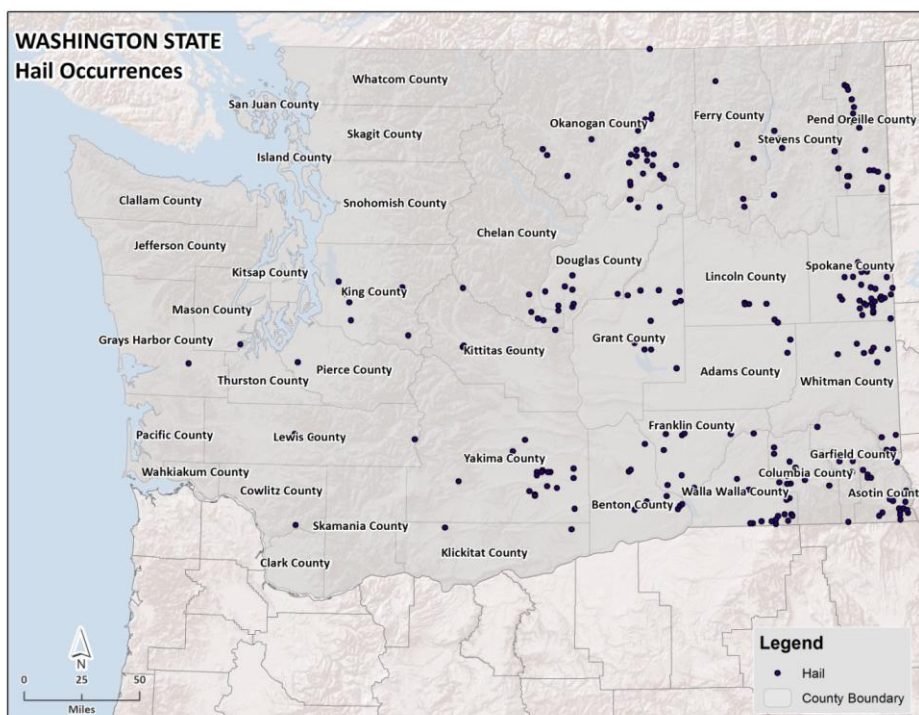 WASHINGTON STATE
Hail Occurrences
Whatcom County
San Juan County
Okanogan County
Ferry County
Pend Oreille County
Skagit County
Stevens County
Island County
Clallam County
Snohomish County
Chelan County
Jefferson County
Douglas County
Kitsap County
Lincoln County
Spokane County
King County
Mason County
Grays Harbor County
Grant County
Kittitas County
Pierce County
Adams County
Thurston County
Whitman County
Franklin County
Pacific County
Lewis County
Garfield County
Yakima County
Wahkiakum County
Columbia County
Cowlitz County
Walla Walla County
Asotin County
Benton County
Skamania County
Klickitat County
Clark County
Legend
Hail
County Boundary
N
0 25 50
Miles